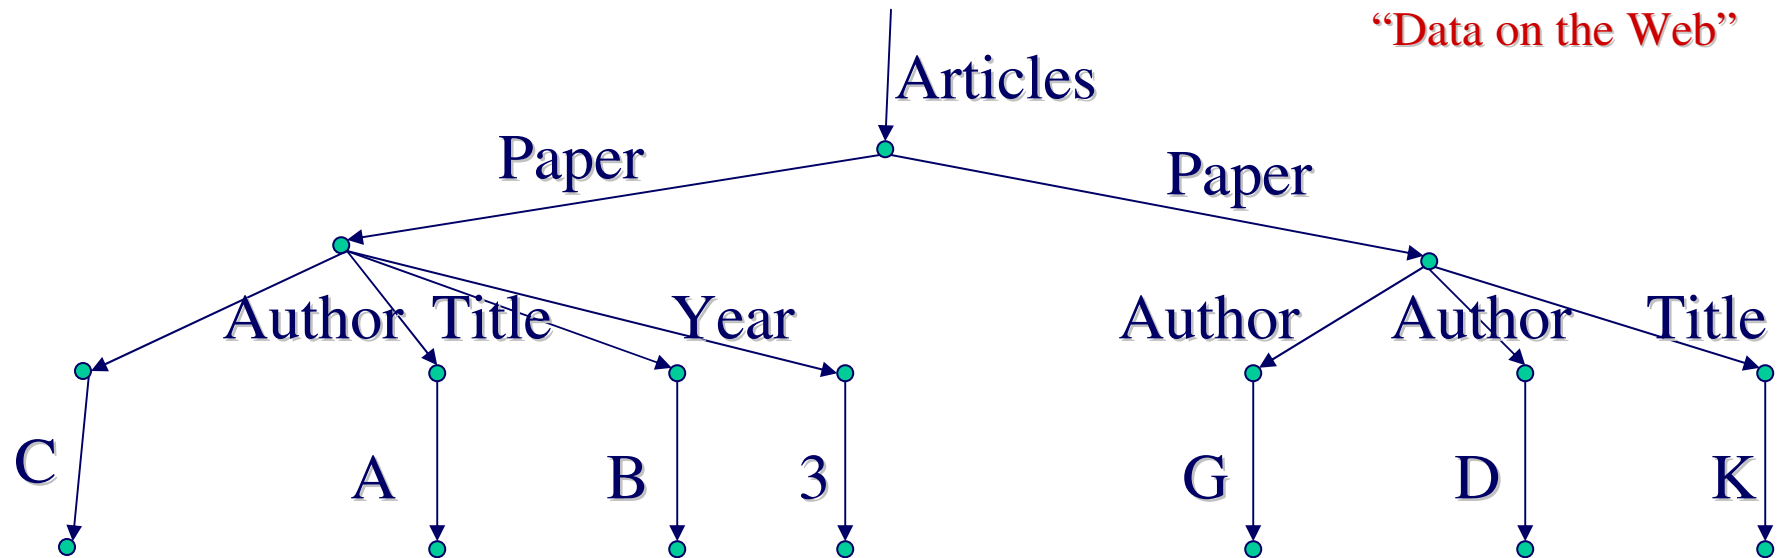 “Data on the Web”
Articles
Paper Paper
Author Title Year Author Author Title
C A B 3 G D K